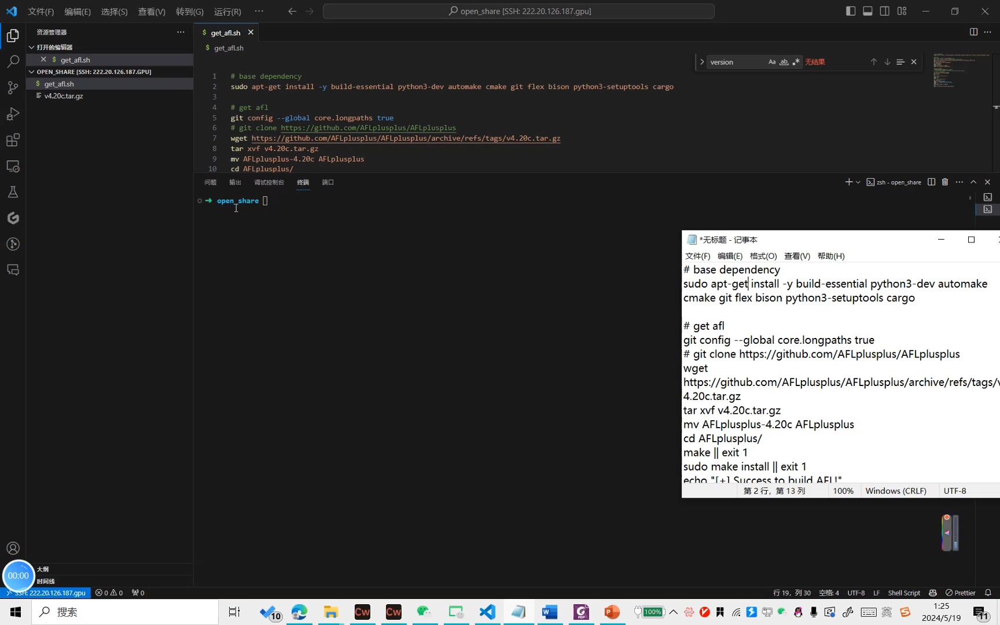 文件(F) 编辑(E) 选择(S) 查看(V) 转到(G) 运行(R) ··· open_share [SSH: 222.20.126.187.gpu]
资源管理器
get_afl.sh
打开的编辑器
get_afl.sh
get_afl.sh
version
Aa
ab
无结果
OPEN_SHARE [SSH: 222.20.126.187.GPU]
get_afl.sh
v4.20c.tar.gz
1 # base dependency
2 sudo apt-get install -y build-essential python3-dev automake cmake git flex bison python3-setuptools cargo
3
4 # get afl
5 git config --global core.longpaths true
6 # git clone https://github.com/AFLplusplus/AFLplusplus
7 wget https://github.com/AFLplusplus/AFLplusplus/archive/refs/tags/v4.20c.tar.gz
8 tar xvf v4.20c.tar.gz
9 mv AFLplusplus-4.20c AFLplusplus
10 cd AFLplusplus/
问题 输出 调试控制台 终端 端口
zsh - open_share
→ open_share
*无标题 - 记事本
文件(F) 编辑(E) 格式(O) 查看(V) 帮助(H)
# base dependency
sudo apt-get install -y build-essential python3-dev automake
cmake git flex bison python3-setuptools cargo
# get afl
git config --global core.longpaths true
# git clone https://github.com/AFLplusplus/AFLplusplus
wget
https://github.com/AFLplusplus/AFLplusplus/archive/refs/tags/v
4.20c.tar.gz
tar xvf v4.20c.tar.gz
mv AFLplusplus-4.20c AFLplusplus
cd AFLplusplus/
make || exit 1
sudo make install || exit 1
echo "[+] Success to build AFL!"
第 2 行，第 13 列 100% Windows (CRLF) UTF-8
大纲
00:00
时间线
SSH: 222.20.126.187.gpu 0 0 0
行 19，列 30 空格: 4 UTF-8 LF Shell Script Prettier
搜索
10
Cw
Cw
100%
英
1:25
2024/5/19
11